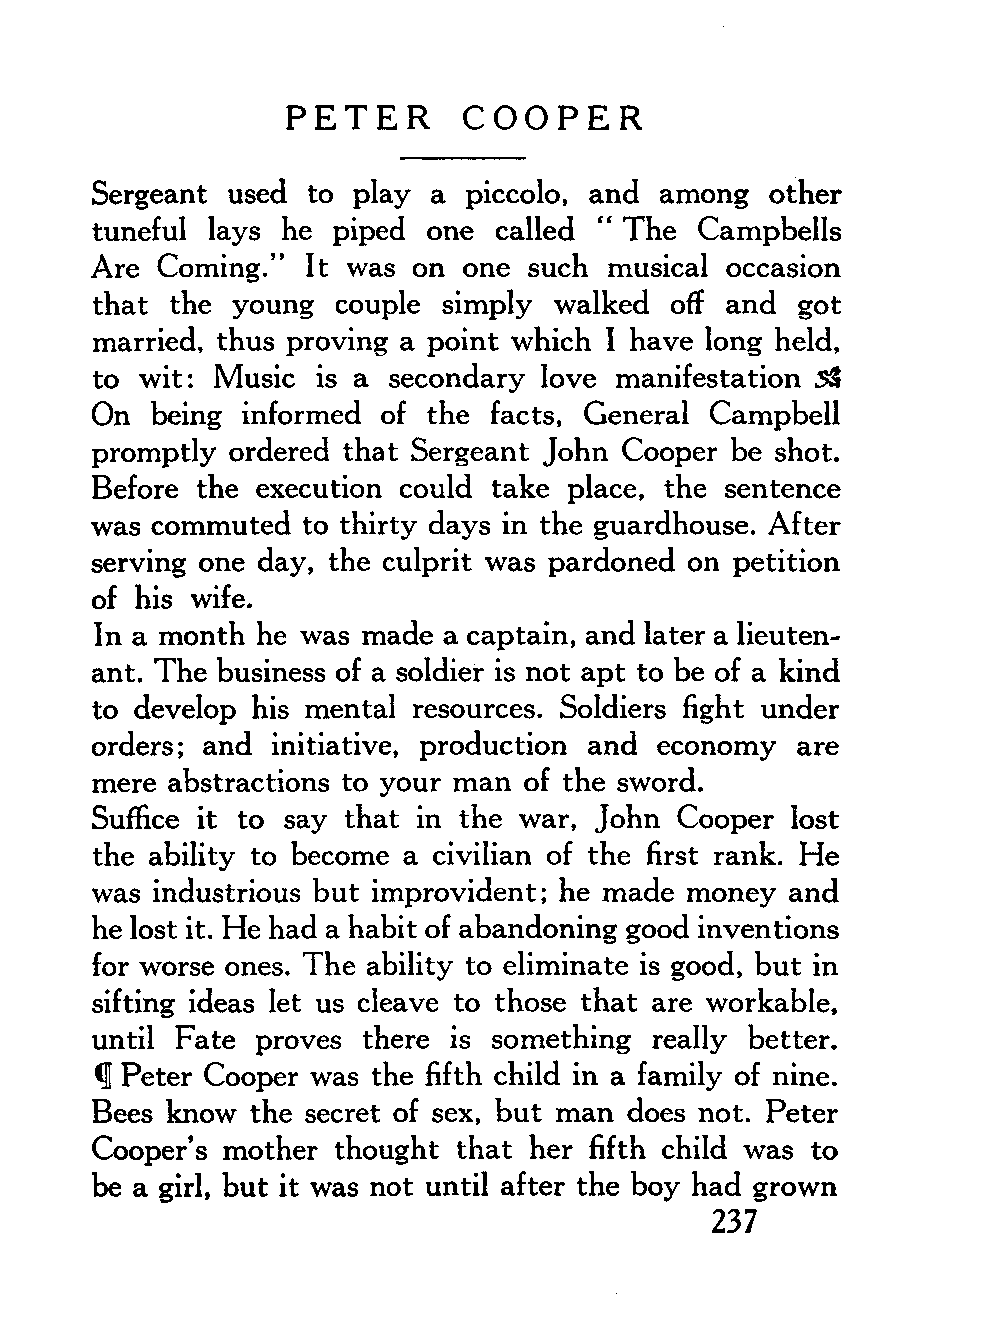 PETER COOPER
Sergeant used to play a piccolo, and among other
tuneful lays he piped one called “ The Campbells
Are Coming.” It was on one such musical occasion
that the young couple simply walked off and got
married, thus proving a point which I have long held,
to wit: Music is a secondary love manifestation
On being informed of the facts, General Campbell
promptly ordered that Sergeant John Cooper be shot.
Before the execution could take place, the sentence
was commuted to thirty days in the guardhouse. After
serving one day, the culprit was pardoned on petition
of his wife.
In a month he was made a captain, and later a lieuten-
ant. The business of a soldier is not apt to be of a kind
to develop his mental resources. Soldiers fight under
orders; and initiative, production and economy are
mere abstractions to your man of the sword.
Suffice it to say that in the war, John Cooper lost
the ability to become a civilian of the first rank. He
was industrious but improvident; he made money and
he lost it. He had a habit of abandoning good inventions
for worse ones. The ability to eliminate is good, but in
sifting ideas let us cleave to those that are workable,
until Fate proves there is something really better.
¶ Peter Cooper was the fifth child in a family of nine.
Bees know the secret of sex, but man does not. Peter
Cooper’s mother thought that her fifth child was to
be a girl, but it was not until after the boy had grown
237